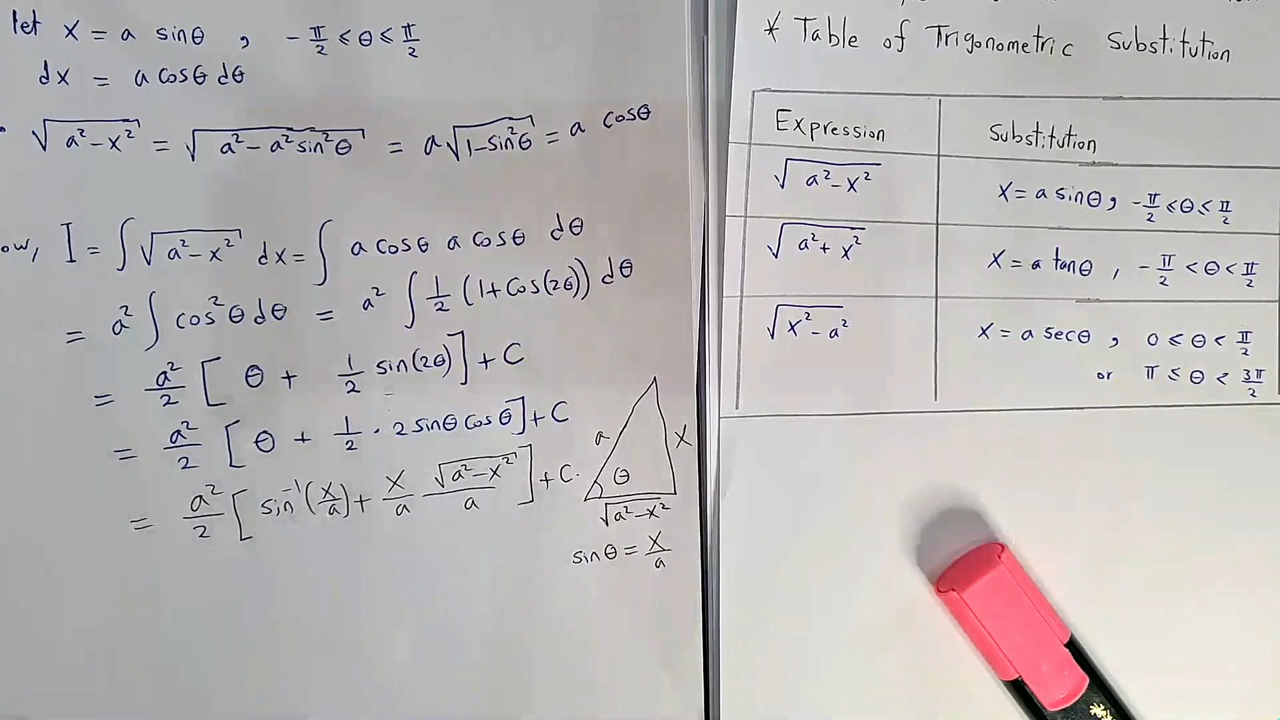 let x = a sinθ , -π/2 ≤ θ ≤ π/2
dx = a cosθ dθ
√(a²-x²) = √(a²-a²sin²θ) = a√(1-sin²θ) = a cosθ
ow, I = ∫√(a²-x²) dx = ∫ a cosθ a cosθ dθ
= a² ∫ cos²θ dθ = a² ∫ 1/2 (1+cos(2θ)) dθ
= a²/2 [ θ + 1/2 sin(2θ) ] + C
= a²/2 [ θ + 1/2 · 2 sinθ cosθ ] + C
= a²/2 [ sin⁻¹(x/a) + x/a √(a²-x²)/a ] + C.
a
x
θ
√(a²-x²)
sinθ = x/a
* Table of Trigonometric Substitution
Expression Substitution
√(a²-x²) x = a sinθ , -π/2 ≤ θ ≤ π/2
√(a²+x²) x = a tanθ , -π/2 < θ < π/2
√(x²-a²) x = a secθ , 0 ≤ θ < π/2
or π ≤ θ < 3π/2